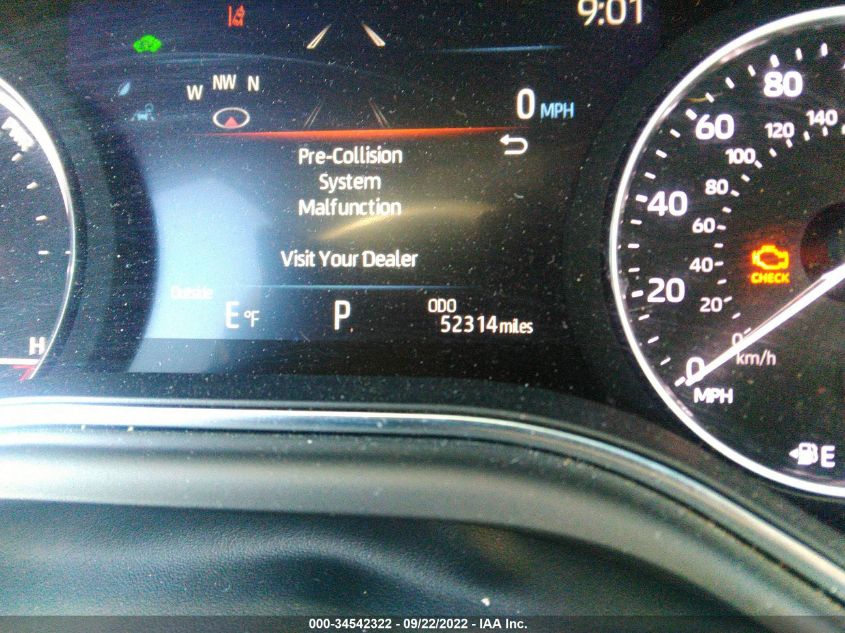 9:01
W NW N
0 MPH
Pre-Collision
System
Malfunction
Visit Your Dealer
Outside
E °F
P
ODO
52314 miles
H
80
60
40
20
0
MPH
140
120
100
80
60
40
20
0
km/h
CHECK
E
000-34542322 - 09/22/2022 - IAA Inc.